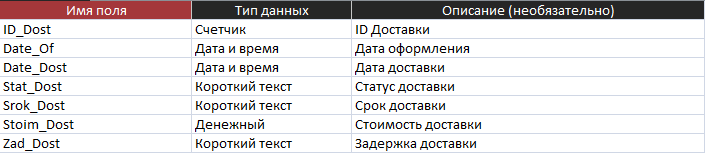 Имя поля Тип данных Описание (необязательно)
ID_Dost Счетчик ID Доставки
Date_Of Дата и время Дата оформления
Date_Dost Дата и время Дата доставки
Stat_Dost Короткий текст Статус доставки
Srok_Dost Короткий текст Срок доставки
Stoim_Dost Денежный Стоимость доставки
Zad_Dost Короткий текст Задержка доставки